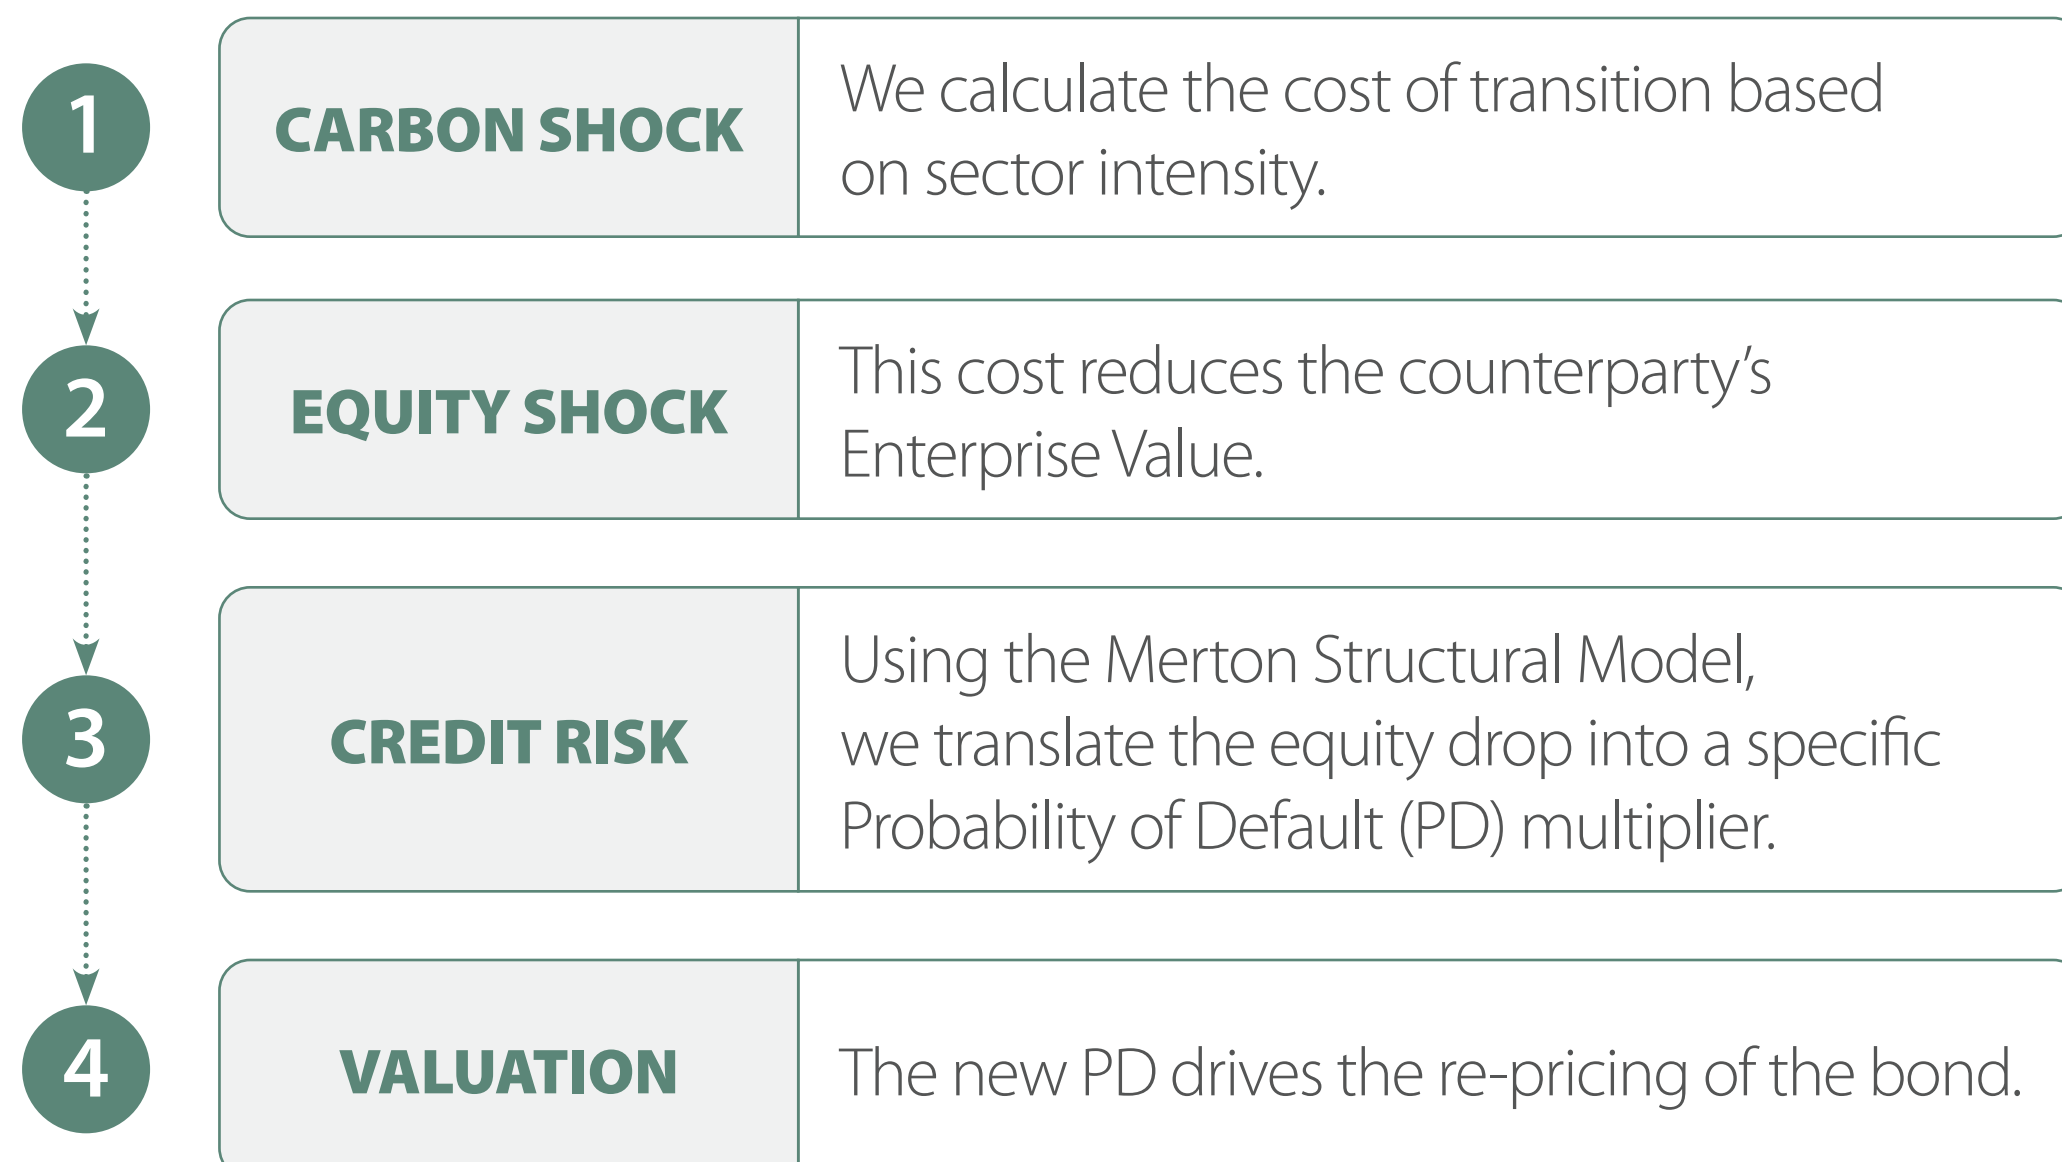 1
CARBON SHOCK
We calculate the cost of transition based
on sector intensity.
2
EQUITY SHOCK
This cost reduces the counterparty’s
Enterprise Value.
3
CREDIT RISK
Using the Merton Structural Model,
we translate the equity drop into a specific
Probability of Default (PD) multiplier.
4
VALUATION
The new PD drives the re-pricing of the bond.